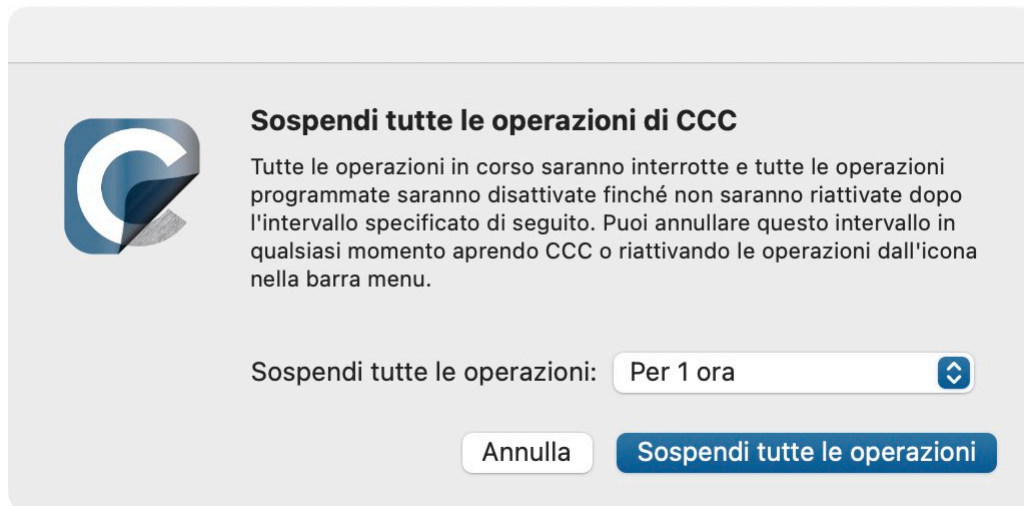 Sospendi tutte le operazioni di CCC
Tutte le operazioni in corso saranno interrotte e tutte le operazioni
programmate saranno disattivate finché non saranno riattivate dopo
l'intervallo specificato di seguito. Puoi annullare questo intervallo in
qualsiasi momento aprendo CCC o riattivando le operazioni dall'icona
nella barra menu.
Sospendi tutte le operazioni: Per 1 ora
Annulla Sospendi tutte le operazioni